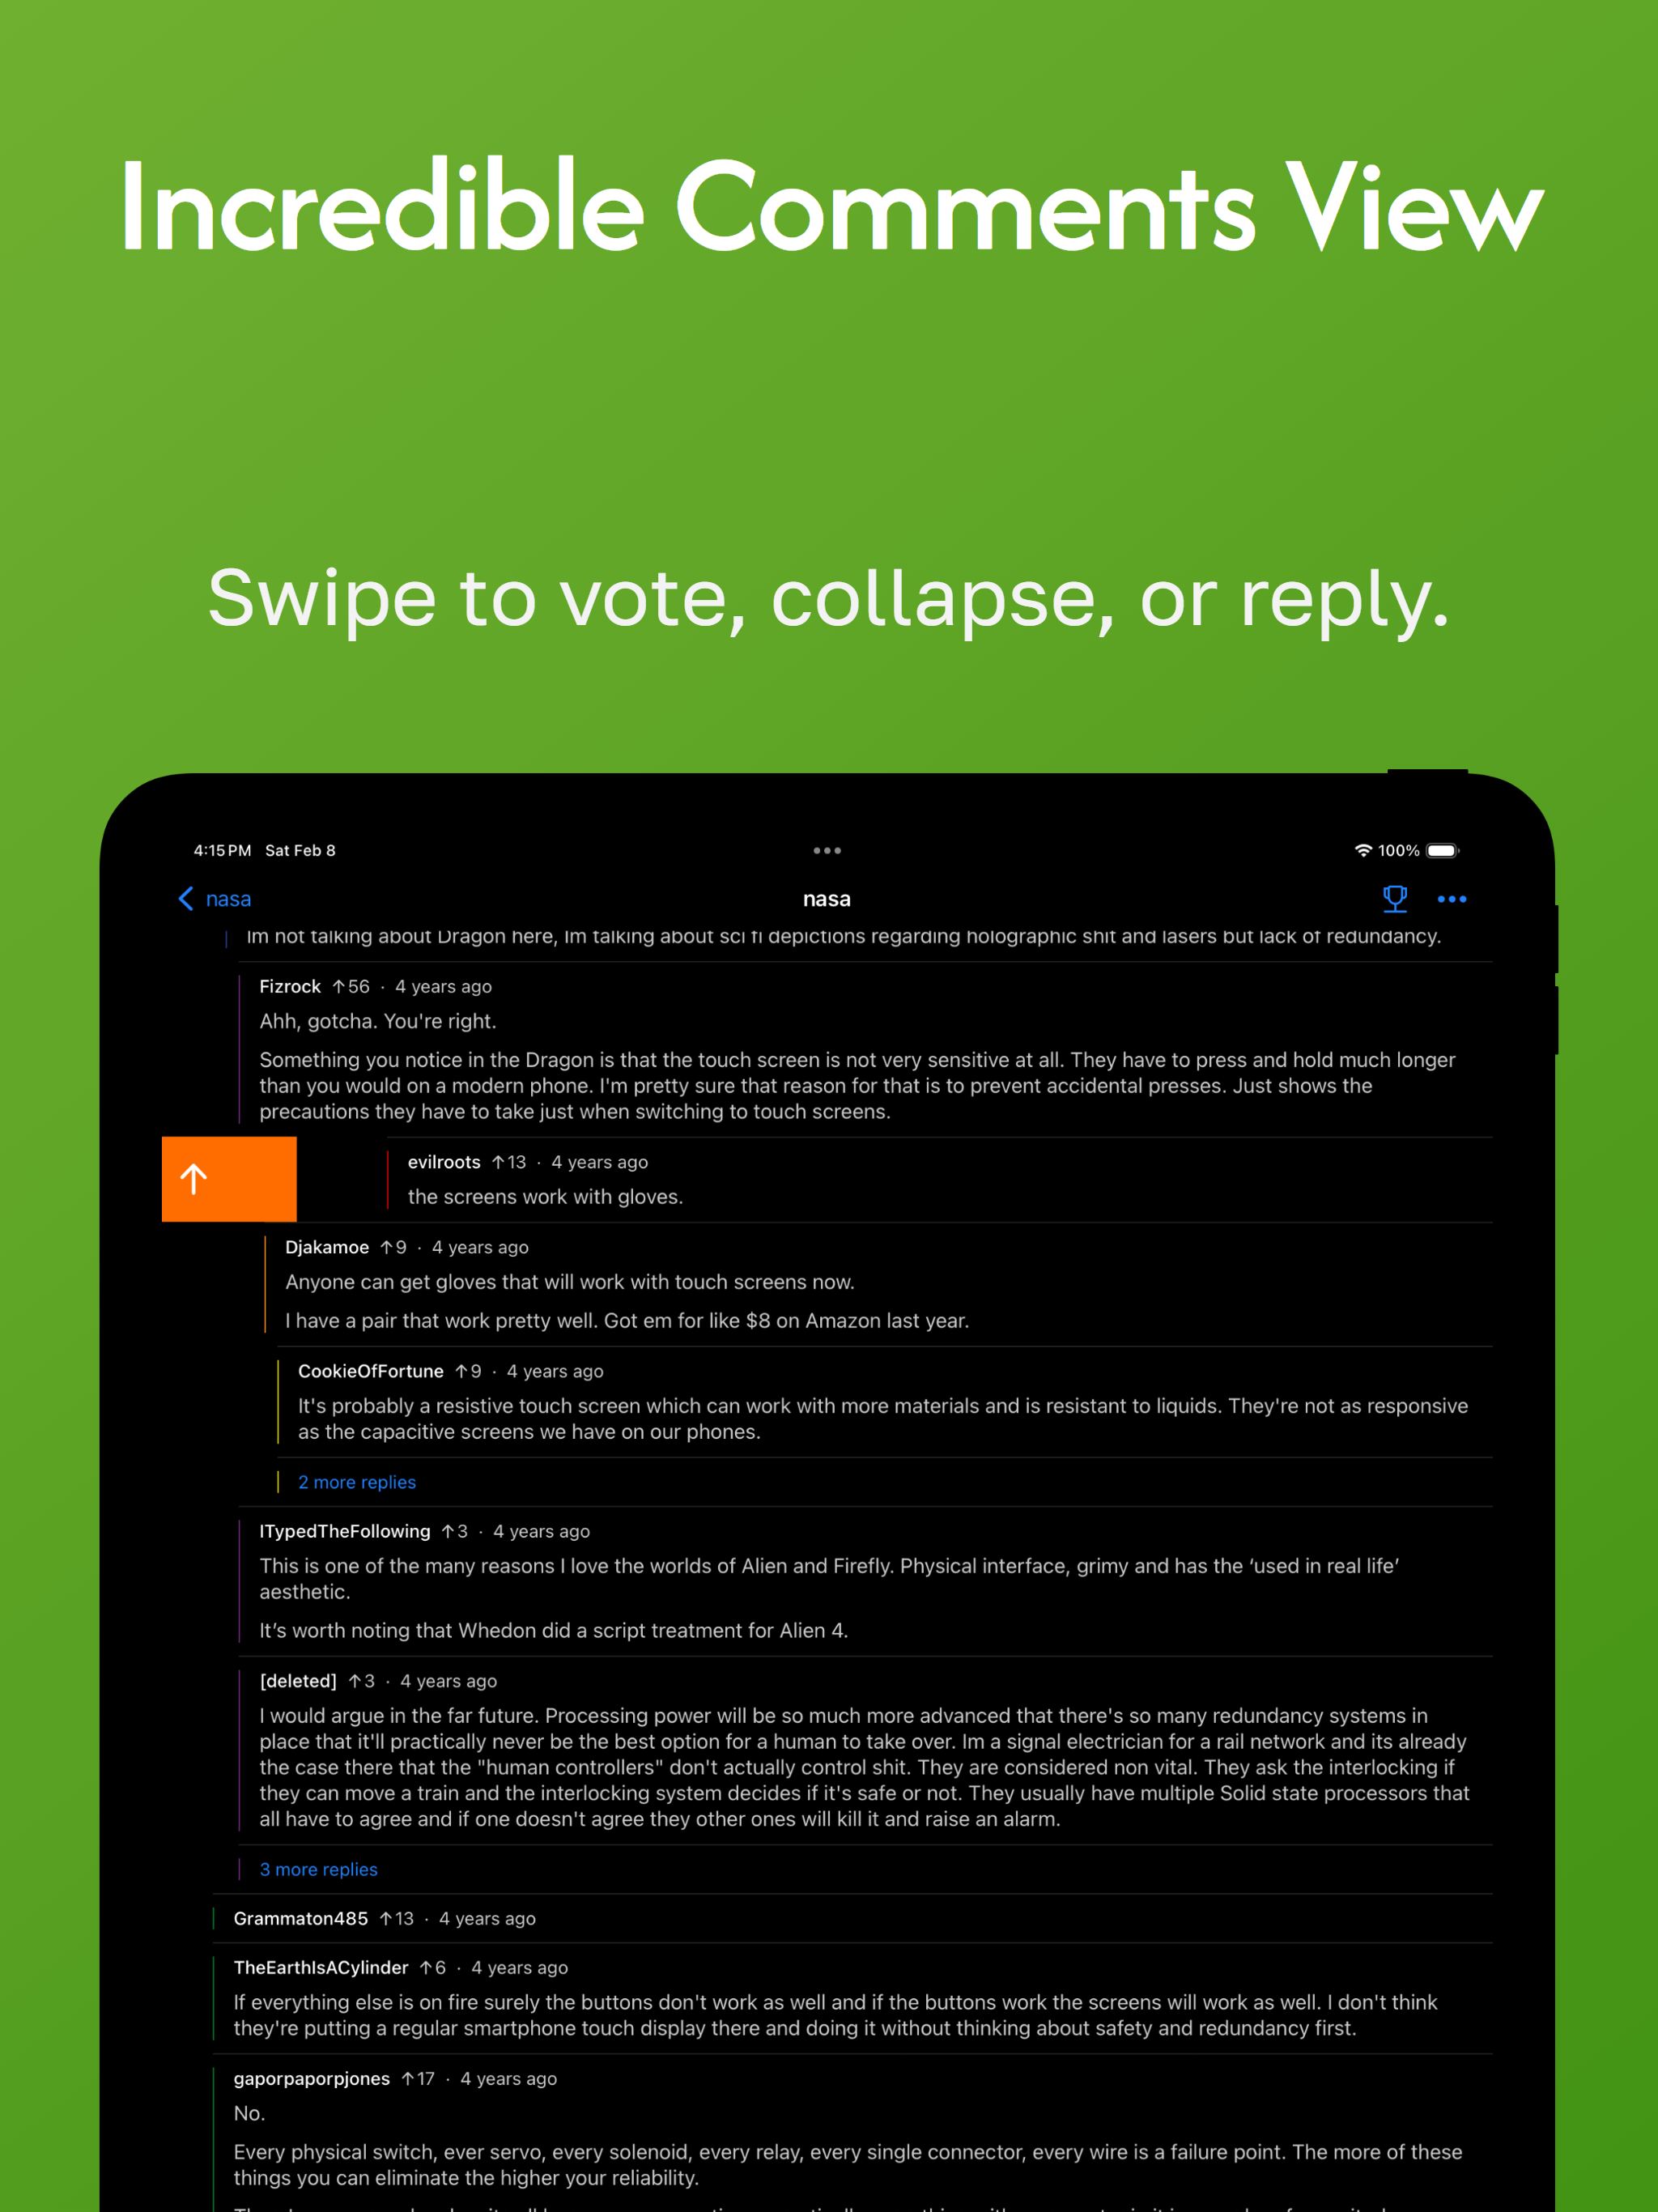 Incredible Comments View
Swipe to vote, collapse, or reply.
4:15 PM Sat Feb 8
100%
nasa
nasa
Im not talking about Dragon here, Im talking about sci fi depictions regarding holographic shit and lasers but lack of redundancy.
Fizrock ↑56 · 4 years ago
Ahh, gotcha. You're right.
Something you notice in the Dragon is that the touch screen is not very sensitive at all. They have to press and hold much longer
than you would on a modern phone. I'm pretty sure that reason for that is to prevent accidental presses. Just shows the
precautions they have to take just when switching to touch screens.
evilroots ↑13 · 4 years ago
the screens work with gloves.
Djakamoe ↑9 · 4 years ago
Anyone can get gloves that will work with touch screens now.
I have a pair that work pretty well. Got em for like $8 on Amazon last year.
CookieOfFortune ↑9 · 4 years ago
It's probably a resistive touch screen which can work with more materials and is resistant to liquids. They're not as responsive
as the capacitive screens we have on our phones.
2 more replies
ITypedTheFollowing ↑3 · 4 years ago
This is one of the many reasons I love the worlds of Alien and Firefly. Physical interface, grimy and has the ‘used in real life’
aesthetic.
It’s worth noting that Whedon did a script treatment for Alien 4.
[deleted] ↑3 · 4 years ago
I would argue in the far future. Processing power will be so much more advanced that there's so many redundancy systems in
place that it'll practically never be the best option for a human to take over. Im a signal electrician for a rail network and its already
the case there that the "human controllers" don't actually control shit. They are considered non vital. They ask the interlocking if
they can move a train and the interlocking system decides if it's safe or not. They usually have multiple Solid state processors that
all have to agree and if one doesn't agree they other ones will kill it and raise an alarm.
3 more replies
Grammaton485 ↑13 · 4 years ago
TheEarthIsACylinder ↑6 · 4 years ago
If everything else is on fire surely the buttons don't work as well and if the buttons work the screens will work as well. I don't think
they're putting a regular smartphone touch display there and doing it without thinking about safety and redundancy first.
gaporpaporpjones ↑17 · 4 years ago
No.
Every physical switch, ever servo, every solenoid, every relay, every single connector, every wire is a failure point. The more of these
things you can eliminate the higher your reliability.